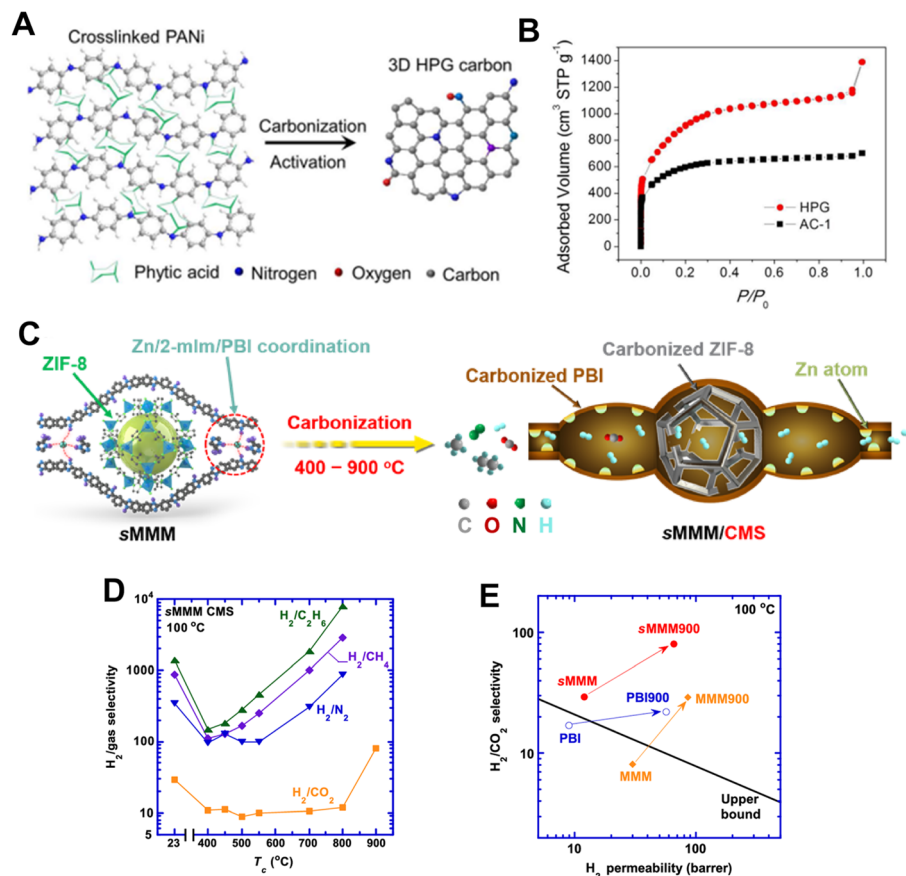 A
Crosslinked PANi
3D HPG carbon
Carbonization
Activation
Phytic acid
Nitrogen
Oxygen
Carbon
B
Adsorbed Volume (cm³ STP g⁻¹)
1400
1200
1000
800
600
400
200
0
HPG
AC-1
0.0 0.2 0.4 0.6 0.8 1.0
P/P₀
C
Zn/2-mIm/PBI coordination
ZIF-8
Carbonized ZIF-8
Carbonized PBI
Zn atom
Carbonization
400 – 900 °C
C O N H
sMMM
sMMM/CMS
D
sMMM CMS
100 °C
H₂/gas selectivity
10⁴
1000
100
10
5
H₂/C₂H₆
H₂/CH₄
H₂/N₂
H₂/CO₂
23 400 500 600 700 800 900
T꜀ (°C)
E
100 °C
H₂/CO₂ selectivity
100
10
sMMM900
sMMM
PBI900
PBI
MMM900
MMM
Upper
bound
10 100
H₂ permeability (barrer)